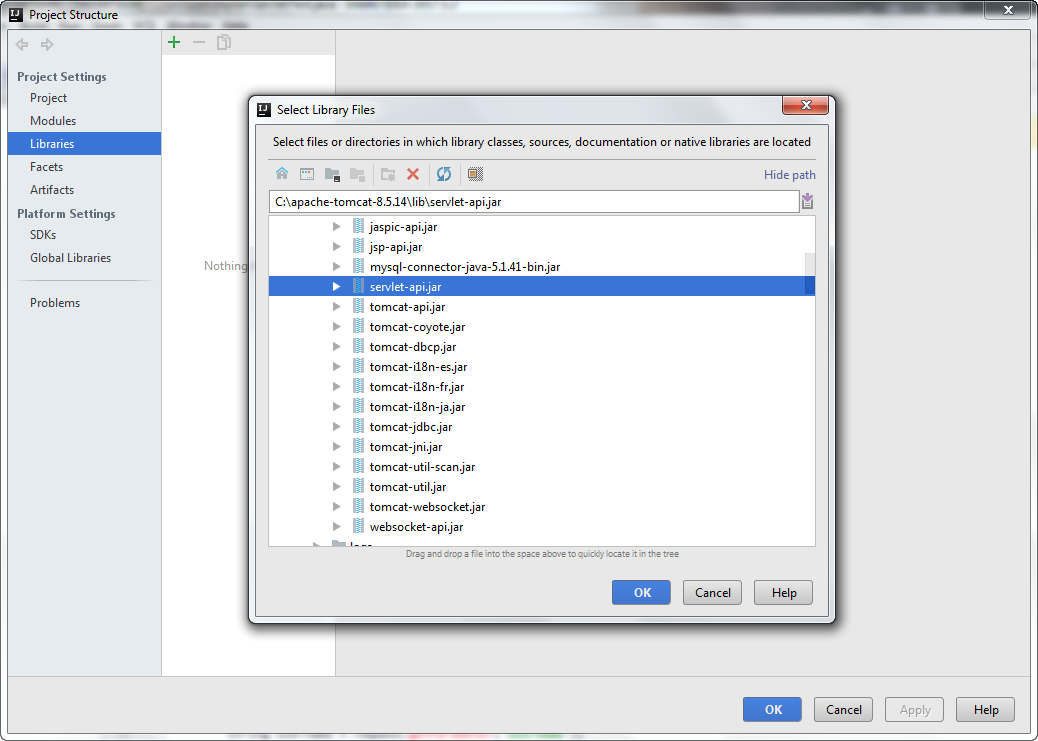 Project Structure
Project Settings
Project
Modules
Libraries
Facets
Artifacts
Platform Settings
SDKs
Global Libraries
Problems
Nothing
Select Library Files
Select files or directories in which library classes, sources, documentation or native libraries are located
Hide path
C:\apache-tomcat-8.5.14\lib\servlet-api.jar
jaspic-api.jar
jsp-api.jar
mysql-connector-java-5.1.41-bin.jar
servlet-api.jar
tomcat-api.jar
tomcat-coyote.jar
tomcat-dbcp.jar
tomcat-i18n-es.jar
tomcat-i18n-fr.jar
tomcat-i18n-ja.jar
tomcat-jdbc.jar
tomcat-jni.jar
tomcat-util-scan.jar
tomcat-util.jar
tomcat-websocket.jar
websocket-api.jar
Drag and drop a file into the space above to quickly locate it in the tree
OK Cancel Help
OK Cancel Apply Help